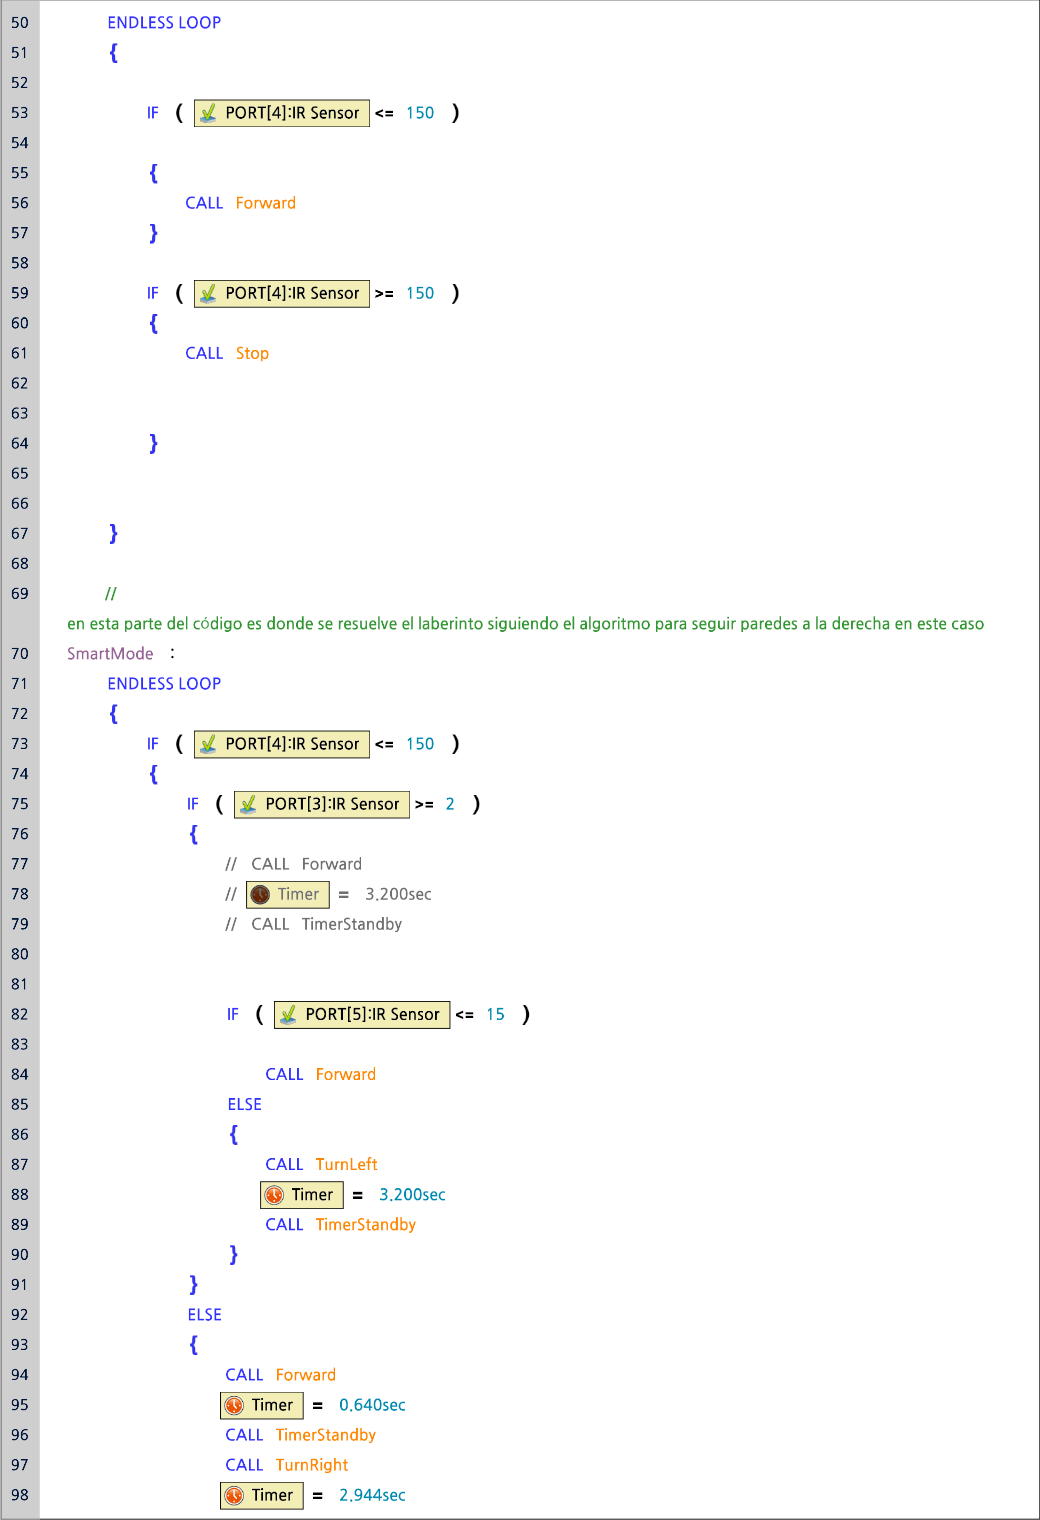 50 ENDLESS LOOP
51 {
52
53 IF ( PORT[4]:IR Sensor <= 150 )
54
55 {
56 CALL Forward
57 }
58
59 IF ( PORT[4]:IR Sensor >= 150 )
60 {
61 CALL Stop
62
63
64 }
65
66
67 }
68
69 //
en esta parte del código es donde se resuelve el laberinto siguiendo el algoritmo para seguir paredes a la derecha en este caso
70 SmartMode :
71 ENDLESS LOOP
72 {
73 IF ( PORT[4]:IR Sensor <= 150 )
74 {
75 IF ( PORT[3]:IR Sensor >= 2 )
76 {
77 // CALL Forward
78 // Timer = 3.200sec
79 // CALL TimerStandby
80
81
82 IF ( PORT[5]:IR Sensor <= 15 )
83
84 CALL Forward
85 ELSE
86 {
87 CALL TurnLeft
88 Timer = 3.200sec
89 CALL TimerStandby
90 }
91 }
92 ELSE
93 {
94 CALL Forward
95 Timer = 0.640sec
96 CALL TimerStandby
97 CALL TurnRight
98 Timer = 2.944sec